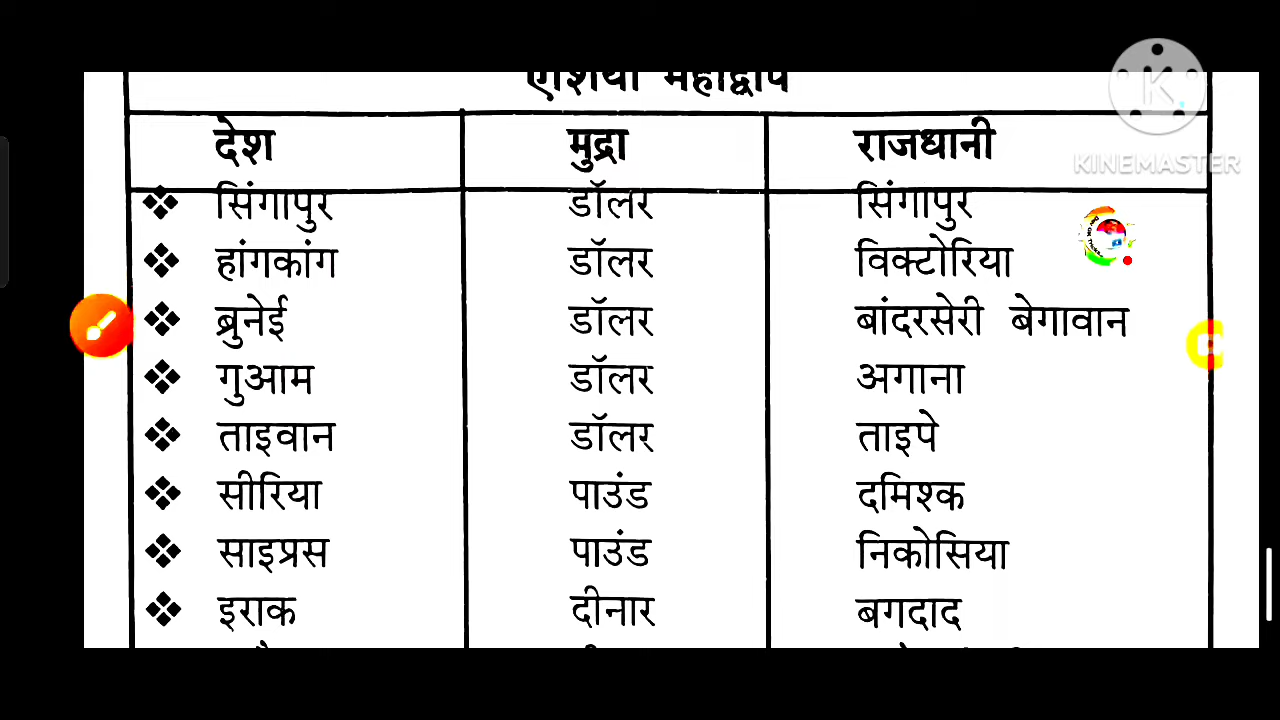 एशिया महाद्वीप
देश मुद्रा राजधानी
KINEMASTER
❖ सिंगापुर डॉलर सिंगापुर
❖ हांगकांग डॉलर विक्टोरिया
❖ ब्रुनेई डॉलर बांदरसेरी बेगावान
❖ गुआम डॉलर अगाना
❖ ताइवान डॉलर ताइपे
❖ सीरिया पाउंड दमिश्क
❖ साइप्रस पाउंड निकोसिया
❖ इराक दीनार बगदाद